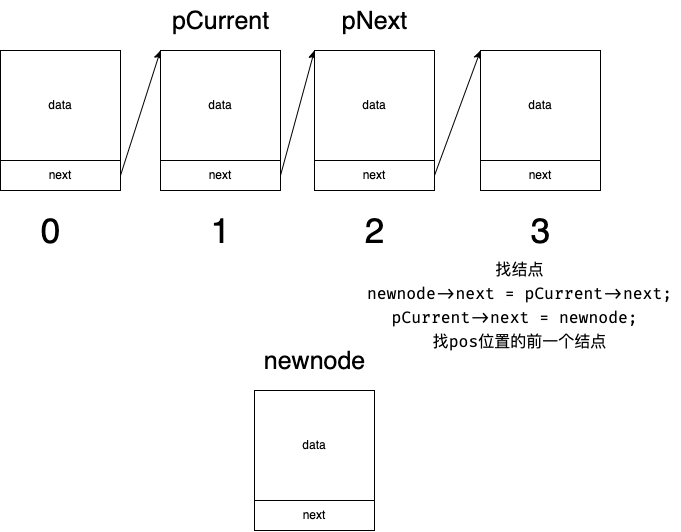 pCurrent
pNext
data
data
data
data
next
next
next
next
0
1
2
3
找结点
newnode->next = pCurrent->next;
pCurrent->next = newnode;
找pos位置的前一个结点
newnode
data
next